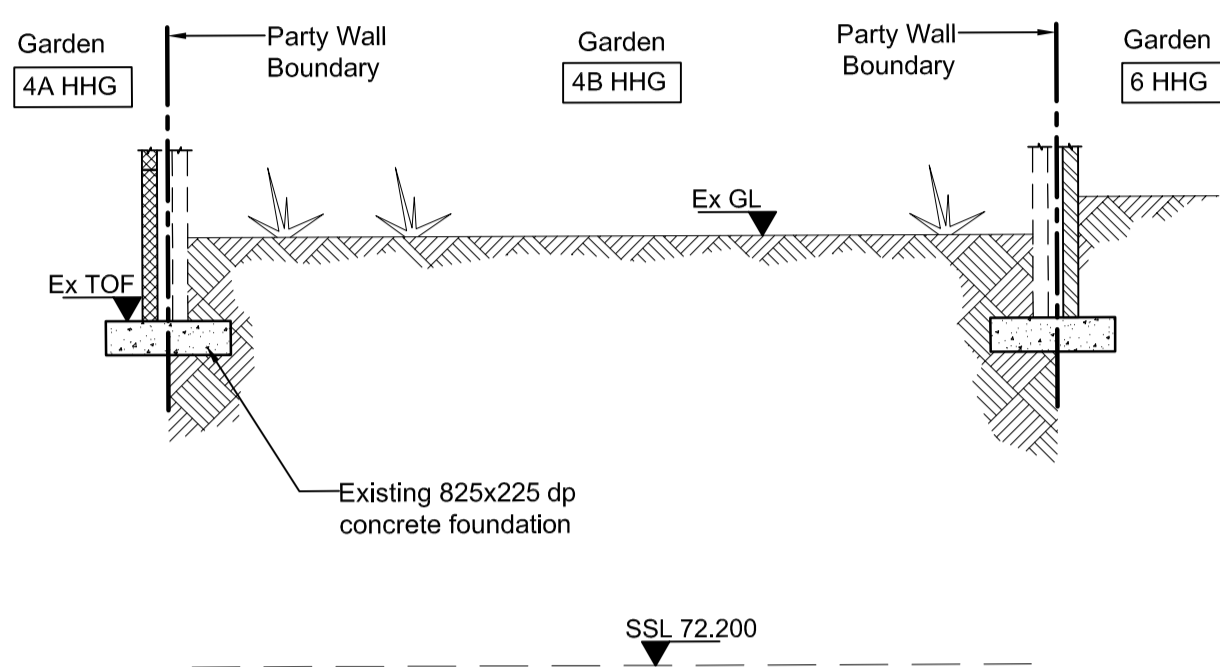 Garden
4A HHG
Party Wall
Boundary
Garden
4B HHG
Party Wall
Boundary
Garden
6 HHG
Ex GL
Ex TOF
Existing 825x225 dp
concrete foundation
SSL 72.200